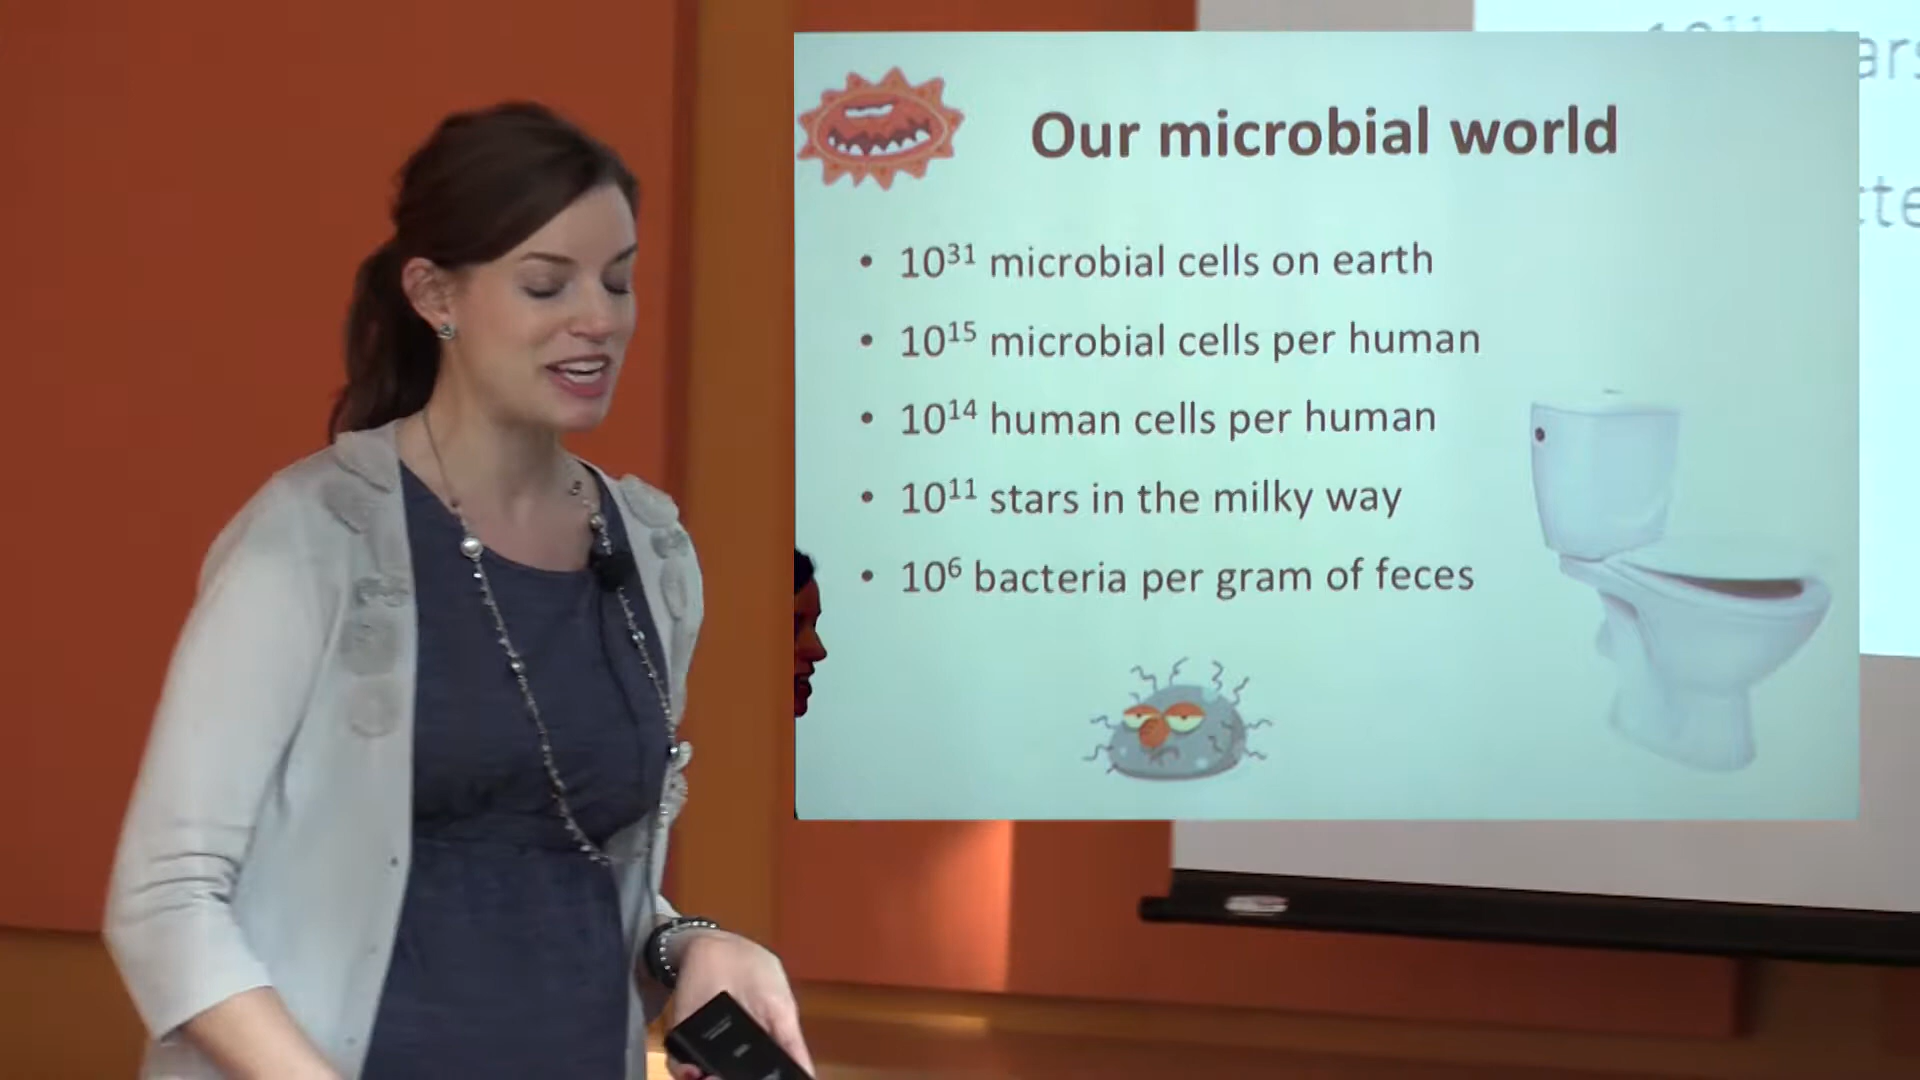 Our microbial world
• 10³¹ microbial cells on earth
• 10¹⁵ microbial cells per human
• 10¹⁴ human cells per human
• 10¹¹ stars in the milky way
• 10⁶ bacteria per gram of feces